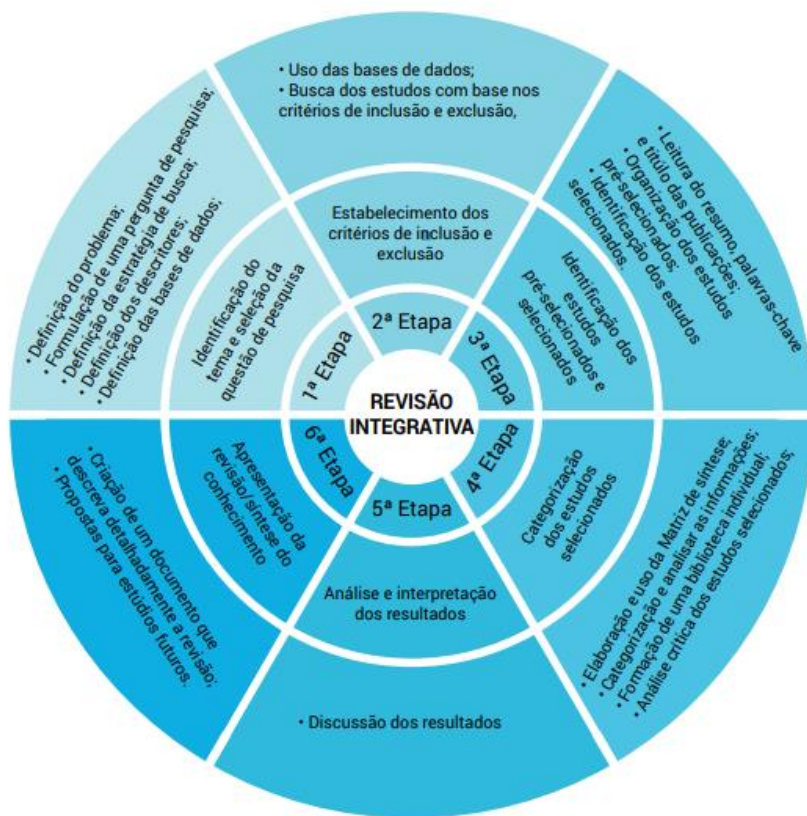 REVISÃO
INTEGRATIVA
1ª Etapa
Identificação do
tema e seleção da
questão de pesquisa
• Definição do problema;
• Formulação de uma pergunta de pesquisa;
• Definição da estratégia de busca;
• Definição dos descritores;
• Definição das bases de dados;
2ª Etapa
Estabelecimento dos
critérios de inclusão e
exclusão
• Uso das bases de dados;
• Busca dos estudos com base nos
critérios de inclusão e exclusão,
3ª Etapa
Identificação dos
estudos
pré-selecionados e
selecionados
• Leitura do resumo, palavras-chave
e titúlo das publicações;
• Organização dos estudos
pré-selecionados;
• Identificação dos estudos
selecionados.
4ª Etapa
Categorização
dos estudos
selecionados
• Elaboração e uso da Matriz de síntese;
• Categorização e analisar as informações;
• Formação de uma biblioteca individual;
• Análise crítica dos estudos selecionados;
5ª Etapa
Análise e interpretação
dos resultados
• Discussão dos resultados
6ª Etapa
Apresentação da
revisão/síntese do
conhecimento
• Criação de um documento que
descreva detalhadamente a revisão;
• Propostas para estúdios futuros.